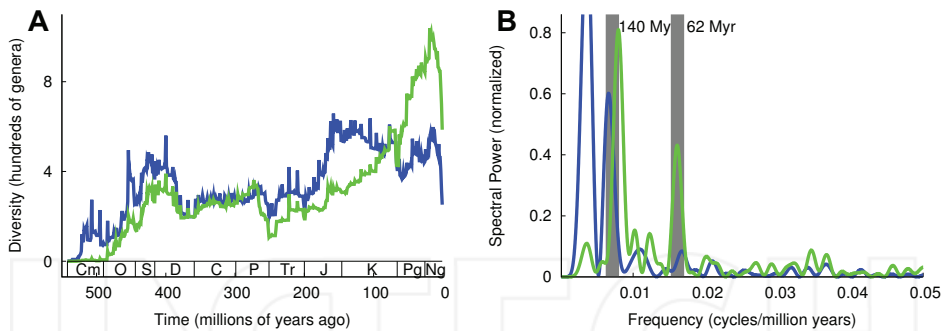 A
Diversity (hundreds of genera)
8
4
0
Cm O S D C P Tr J K Pg Ng
500 400 300 200 100 0
Time (millions of years ago)
B
140 My 62 Myr
Spectral Power (normalized)
0.8
0.6
0.4
0.2
0
0.01 0.02 0.03 0.04 0.05
Frequency (cycles/million years)